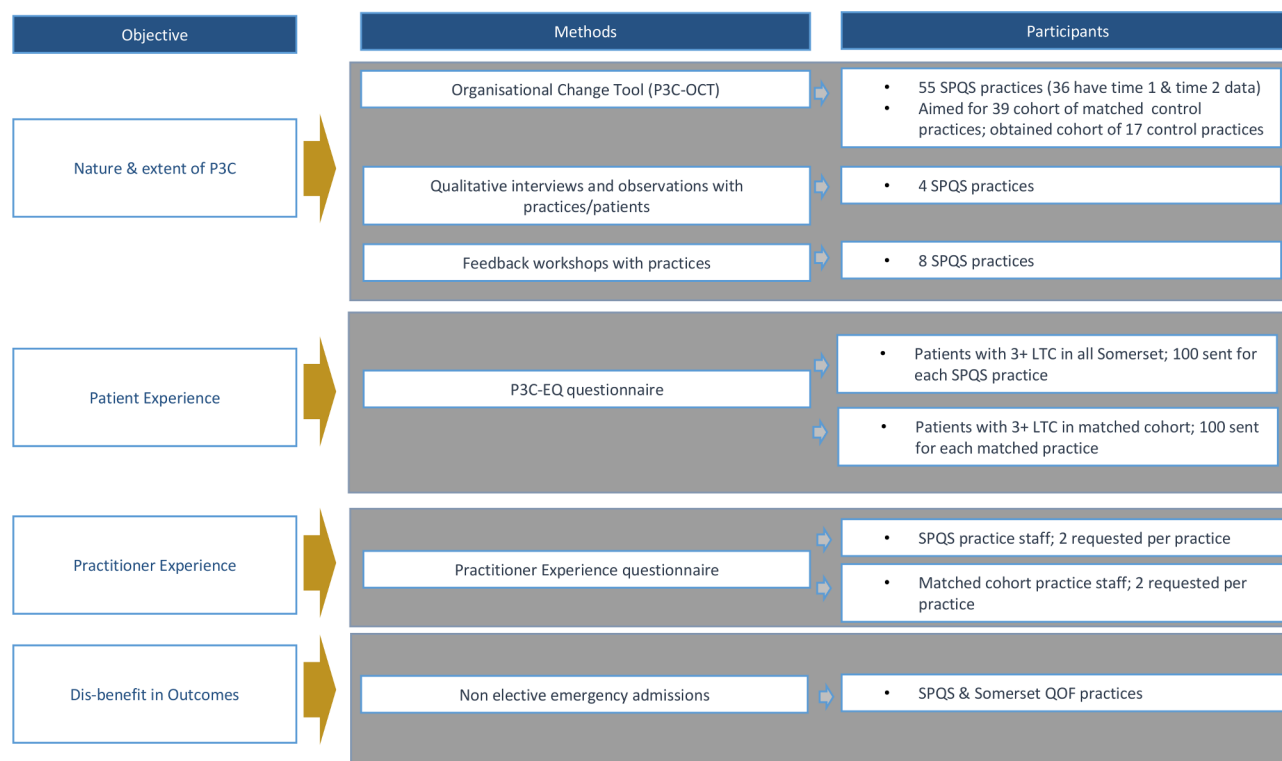 Objective
Methods
Participants
Nature & extent of P3C
Organisational Change Tool (P3C-OCT)
• 55 SPQS practices (36 have time 1 & time 2 data)
• Aimed for 39 cohort of matched control
practices; obtained cohort of 17 control practices
Qualitative interviews and observations with
practices/patients
• 4 SPQS practices
Feedback workshops with practices
• 8 SPQS practices
Patient Experience
P3C-EQ questionnaire
• Patients with 3+ LTC in all Somerset; 100 sent for
each SPQS practice
• Patients with 3+ LTC in matched cohort; 100 sent
for each matched practice
Practitioner Experience
Practitioner Experience questionnaire
• SPQS practice staff; 2 requested per practice
• Matched cohort practice staff; 2 requested per
practice
Dis-benefit in Outcomes
Non elective emergency admissions
• SPQS & Somerset QOF practices